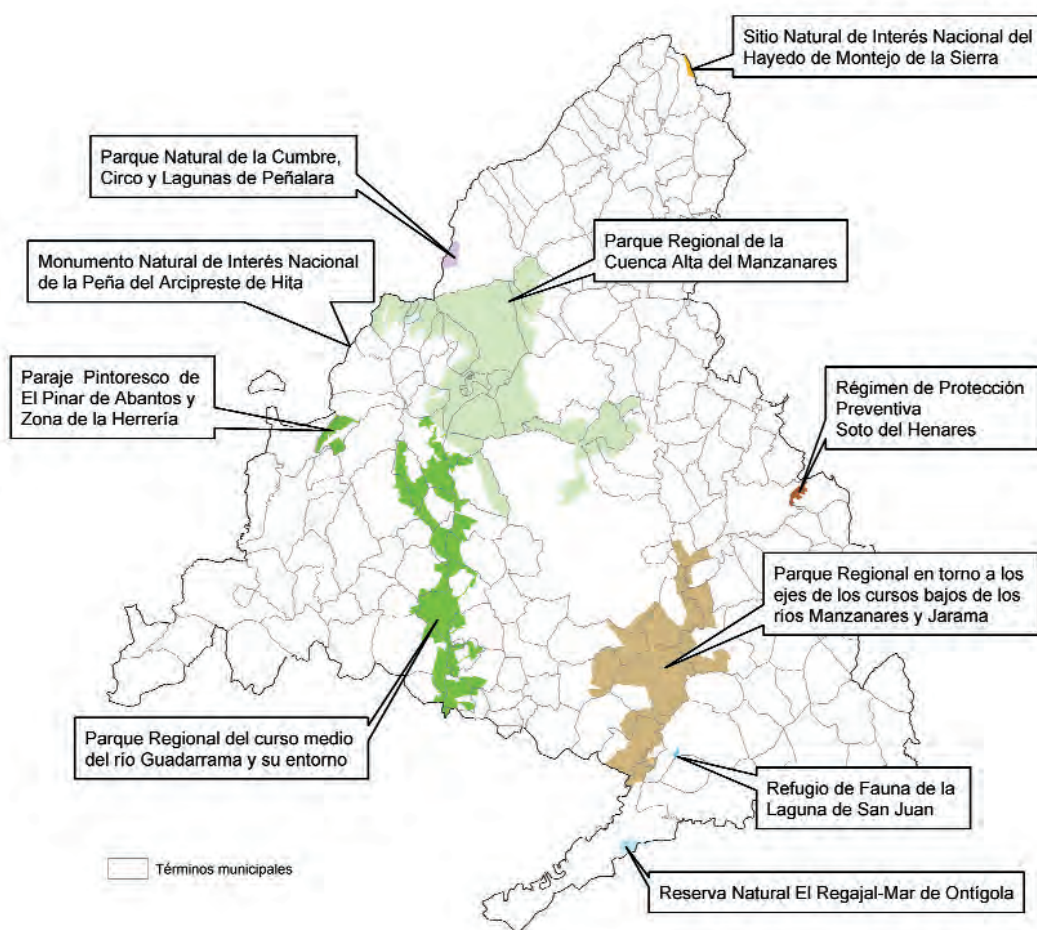 Sitio Natural de Interés Nacional del
Hayedo de Montejo de la Sierra
Parque Natural de la Cumbre,
Circo y Lagunas de Peñalara
Parque Regional de la
Cuenca Alta del Manzanares
Monumento Natural de Interés Nacional
de la Peña del Arcipreste de Hita
Paraje Pintoresco de
El Pinar de Abantos y
Zona de la Herrería
Régimen de Protección
Preventiva
Soto del Henares
Parque Regional en torno a los
ejes de los cursos bajos de los
ríos Manzanares y Jarama
Parque Regional del curso medio
del río Guadarrama y su entorno
Refugio de Fauna de la
Laguna de San Juan
Términos municipales
Reserva Natural El Regajal-Mar de Ontígola